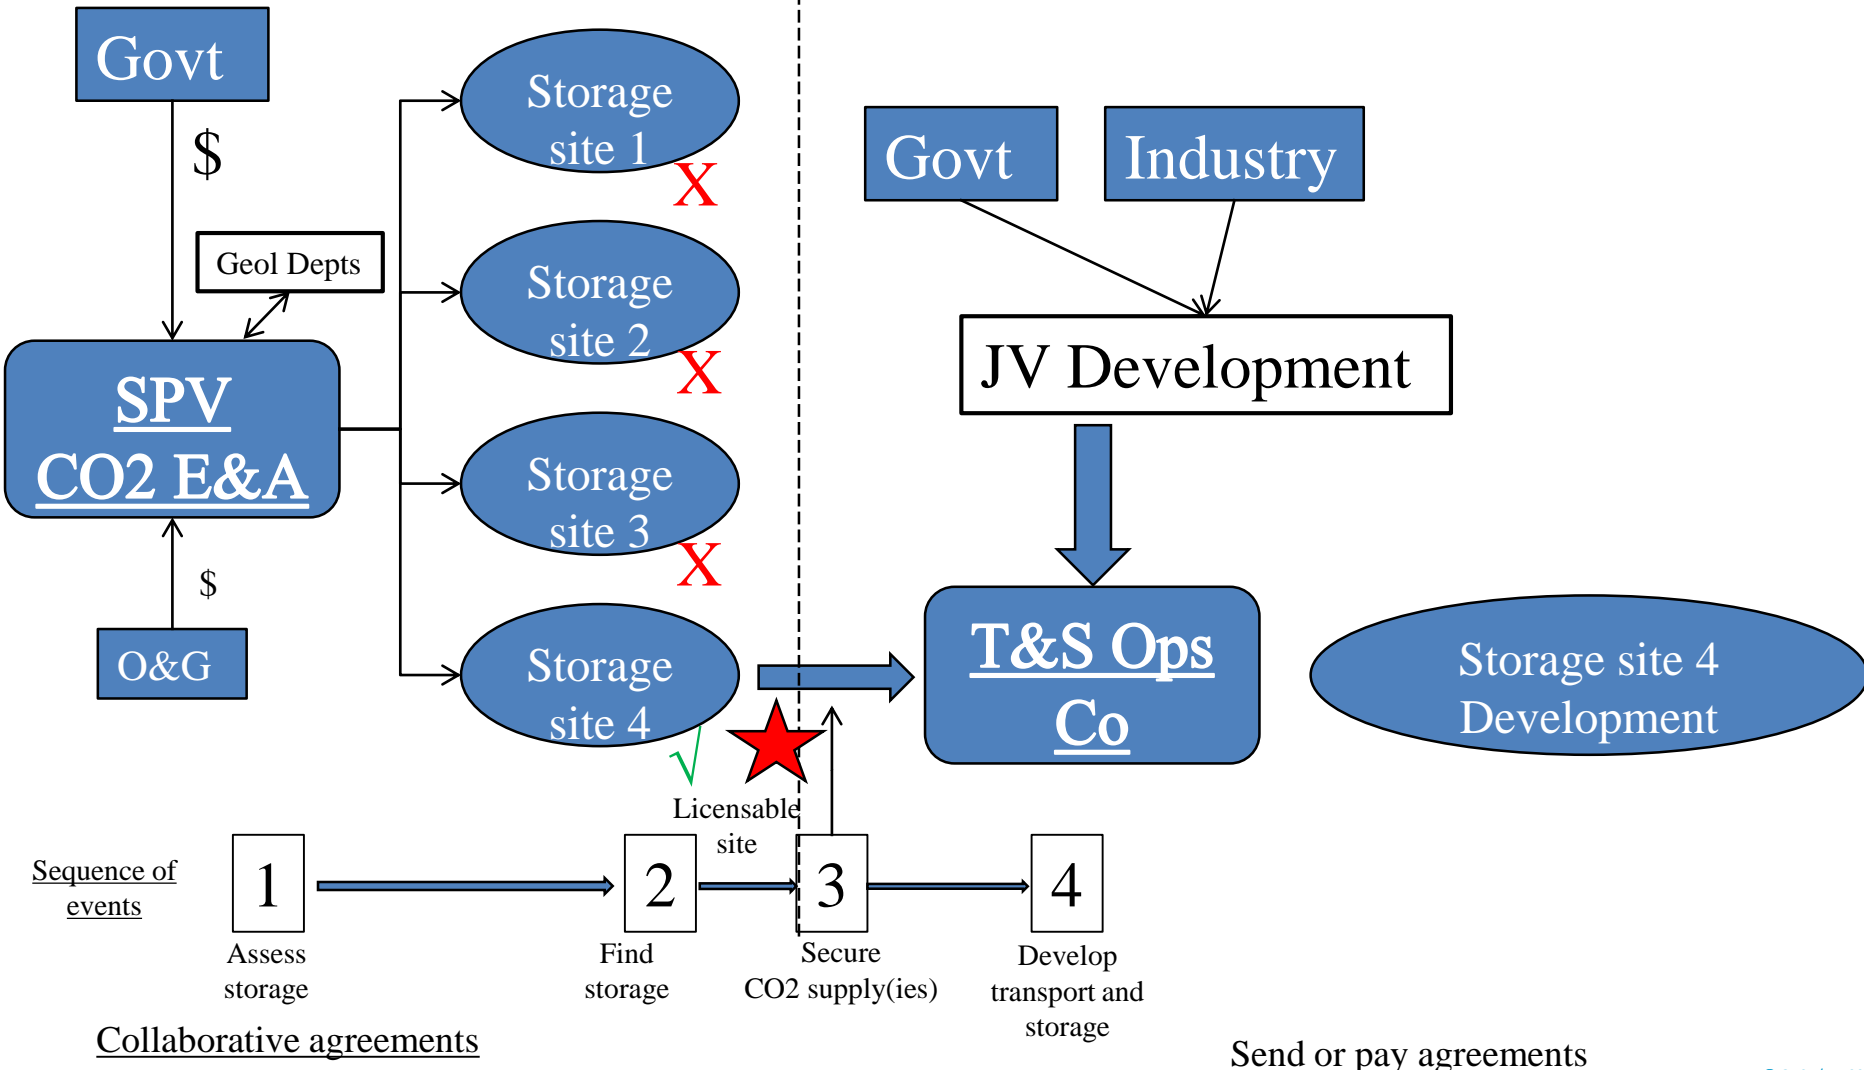 Govt
$
Geol Depts
SPV
CO2 E&A
$
O&G
Storage
site 1
X
Storage
site 2
X
Storage
site 3
X
Storage
site 4
√
Licensable
site
Govt
Industry
JV Development
T&S Ops
Co
Storage site 4
Development
Sequence of
events
1
2
3
4
Assess
storage
Find
storage
Secure
CO2 supply(ies)
Develop
transport and
storage
Collaborative agreements
Send or pay agreements